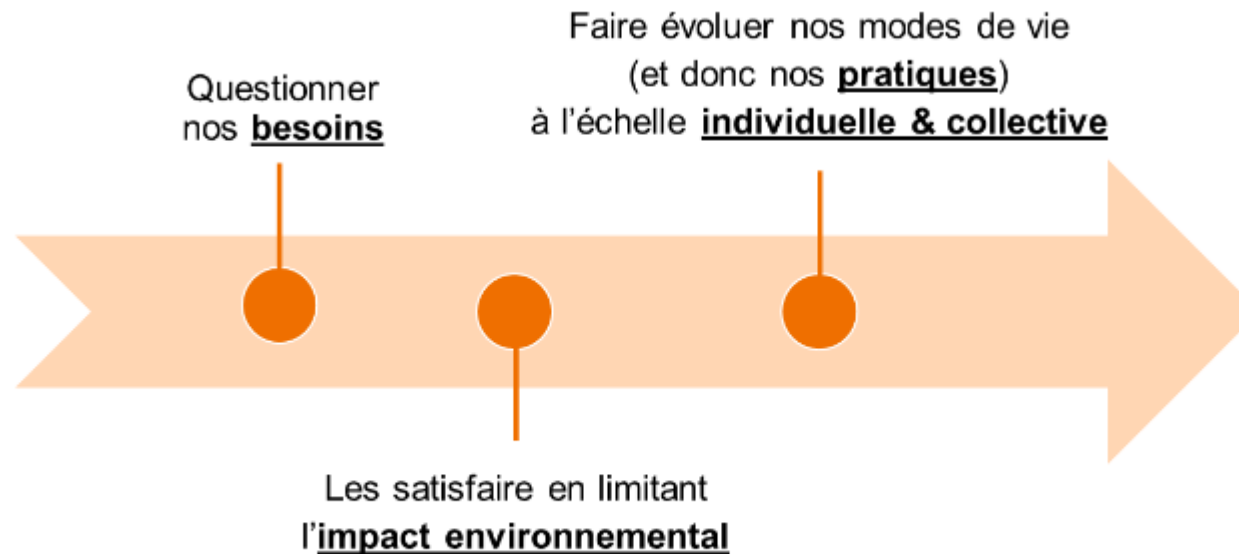 Questionner
nos besoins
Les satisfaire en limitant
l'impact environnemental
Faire évoluer nos modes de vie
(et donc nos pratiques)
à l'échelle individuelle & collective